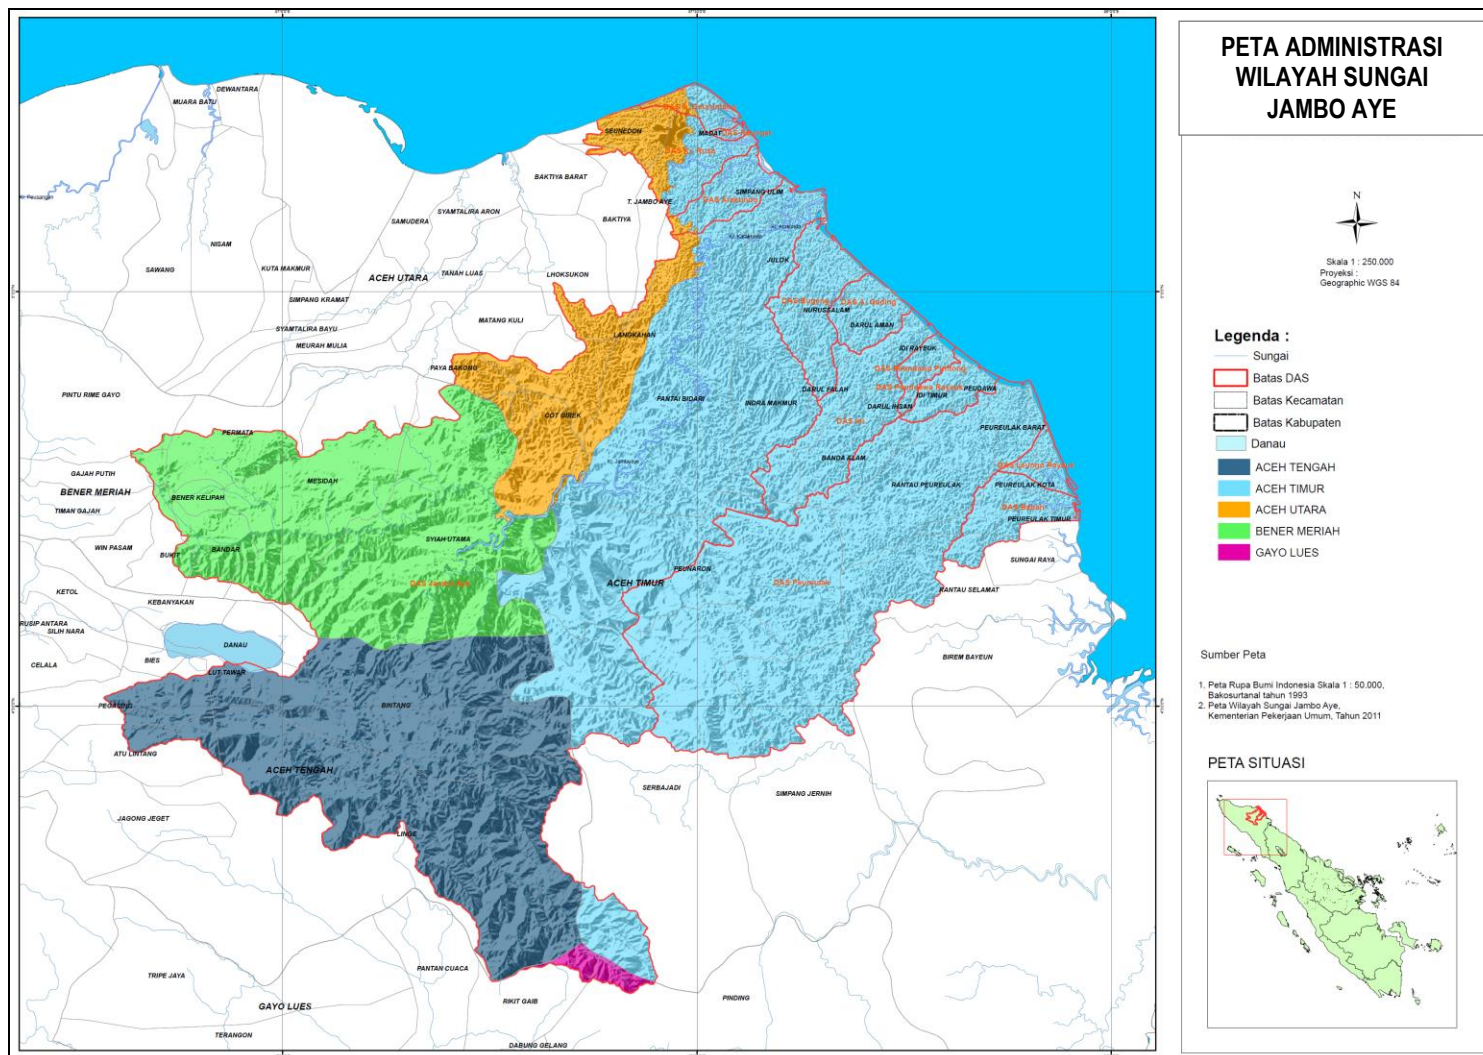 PETA ADMINISTRASI
WILAYAH SUNGAI
JAMBO AYE
N
Skala 1 : 250.000
Proyeksi :
Geographic WGS 84
Legenda :
Sungai
Batas DAS
Batas Kecamatan
Batas Kabupaten
Danau
ACEH TENGAH
ACEH TIMUR
ACEH UTARA
BENER MERIAH
GAYO LUES
Sumber Peta
1. Peta Rupa Bumi Indonesia Skala 1 : 50.000,
Bakosurtanal tahun 1993
2. Peta Wilayah Sungai Jambo Aye,
Kementerian Pekerjaan Umum, Tahun 2011
PETA SITUASI
DEWANTARA
MUARA BATU
SEUNEDON
MADAT
BAKTIYA BARAT
SIMPANG ULIM
T. JAMBO AYE
SYAMTALIRA ARON
SAMUDERA
BAKTIYA
NISAM
JULOK
SAWANG
KUTA MAKMUR
ACEH UTARA
TANAH LUAS
LHOKSUKON
SIMPANG KRAMAT
NURUSSALAM
MATANG KULI
DARUL AMAN
SYAMTALIRA BAYU
LANGKAHAN
MEURAH MULIA
IDI RAYEUK
PAYA BAKONG
PINTU RIME GAYO
PANTAI BIDARI
INDRA MAKMUR
DARUL FALAH
PEUDAWA
IDI TIMUR
DARUL IHSAN
COT GIREK
PERMATA
DAS Idi
PEUREULAK BARAT
BANDA ALAM
GAJAH PUTIH
MESIDAH
RANTAU PEUREULAK
PEUREULAK KOTA
BENER MERIAH
BENER KELIPAH
TIMAN GAJAH
PEUREULAK TIMUR
SYIAH UTAMA
WIN PASAM
BUKIT
BANDAR
SUNGAI RAYA
PEUNARON
ACEH TIMUR
KETOL
RANTAU SELAMAT
KEBANYAKAN
RUSIP ANTARA
SILIH NARA
DANAU
BIREM BAYEUN
CELALA
BIES
LUT TAWAR
PEGASING
BINTANG
ATU LINTANG
ACEH TENGAH
SERBAJADI
SIMPANG JERNIH
JAGONG JEGET
LINGE
TRIPE JAYA
PANTAN CUACA
GAYO LUES
RIKIT GAIB
PINDING
TERANGON
DABUNG GELANG